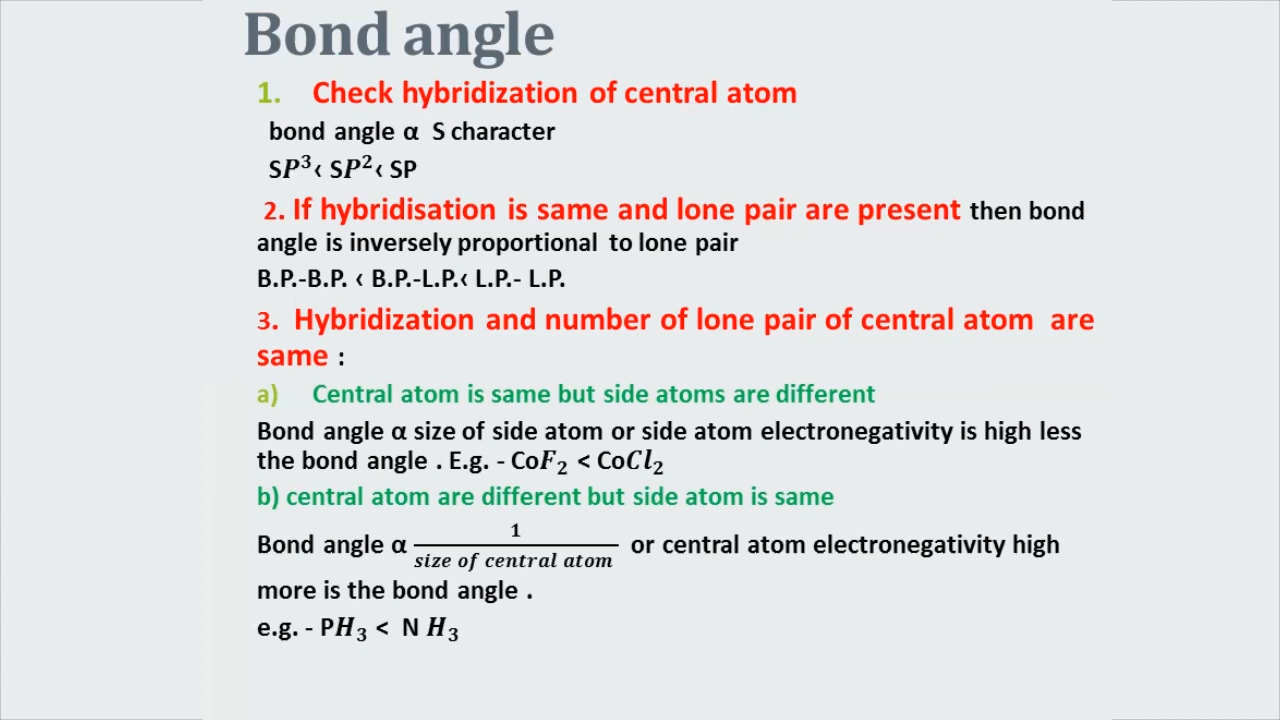 Bond angle
1. Check hybridization of central atom
bond angle α S character
SP³‹ SP²‹ SP
2. If hybridisation is same and lone pair are present then bond
angle is inversely proportional to lone pair
B.P.-B.P. ‹ B.P.-L.P.‹ L.P.- L.P.
3. Hybridization and number of lone pair of central atom are
same :
a) Central atom is same but side atoms are different
Bond angle α size of side atom or side atom electronegativity is high less
the bond angle . E.g. - CoF₂ < CoCl₂
b) central atom are different but side atom is same
Bond angle α 1/size of central atom or central atom electronegativity high
more is the bond angle .
e.g. - PH₃ < N H₃